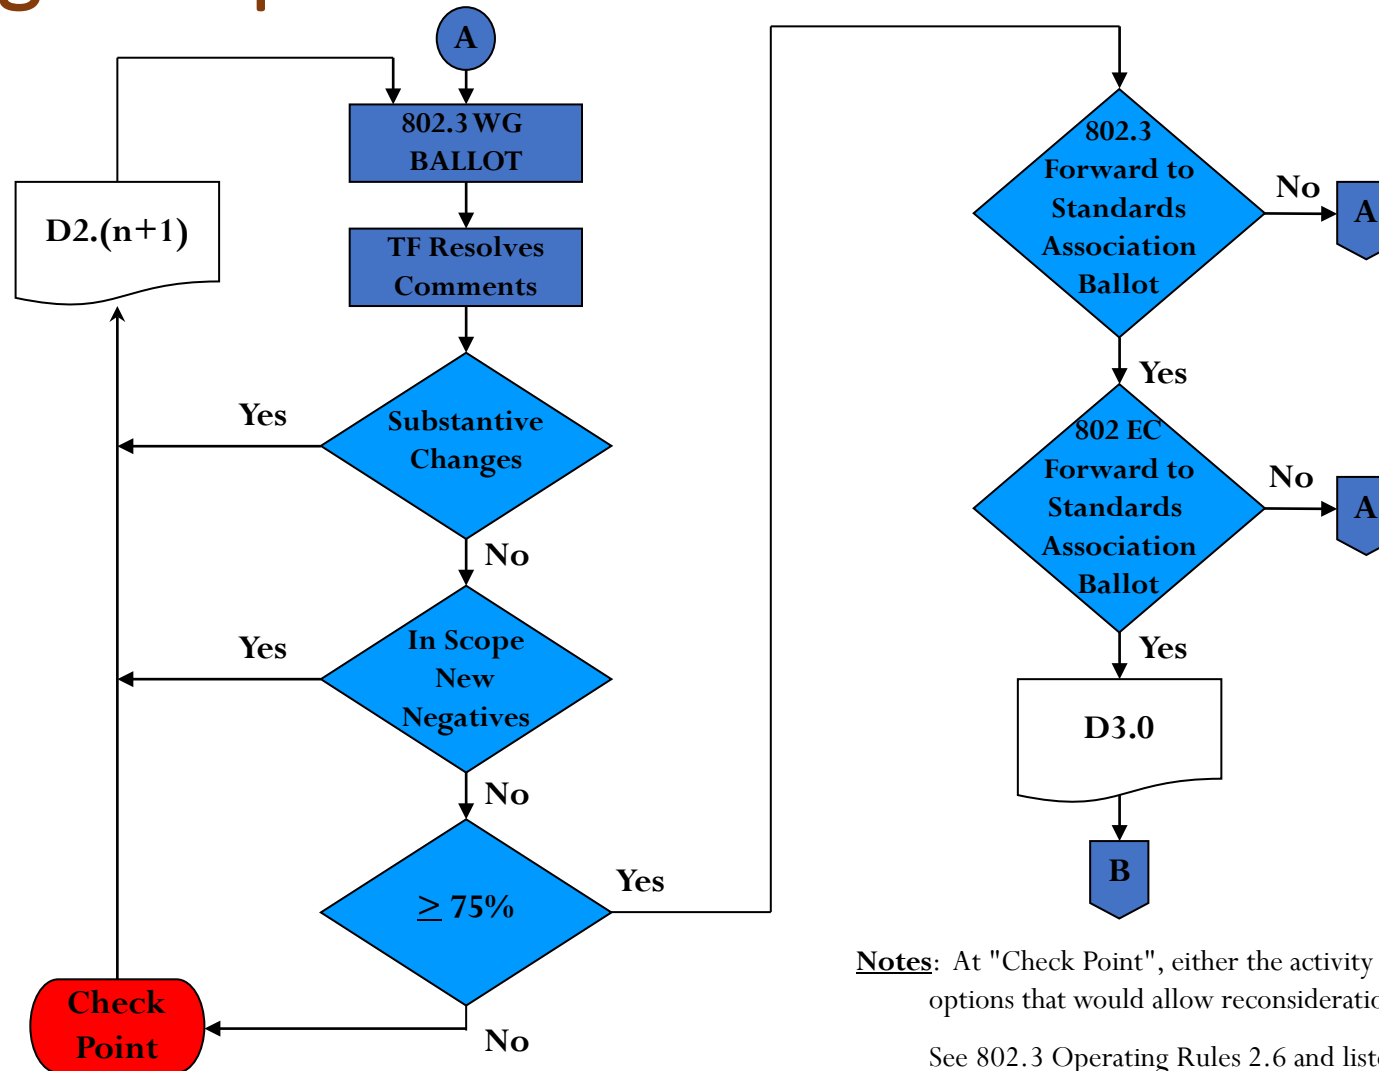 A
802.3 WG
BALLOT
D2.(n+1)
TF Resolves
Comments
Yes
Substantive
Changes
No
Yes
In Scope
New
Negatives
No
≥ 75%
Yes
Check
Point
No
802.3
Forward to
Standards
Association
Ballot
No
A
Yes
802 EC
Forward to
Standards
Association
Ballot
No
A
Yes
D3.0
B
Notes: At "Check Point", either the activity
options that would allow
See 802.3 Operating Rules 2.6 and